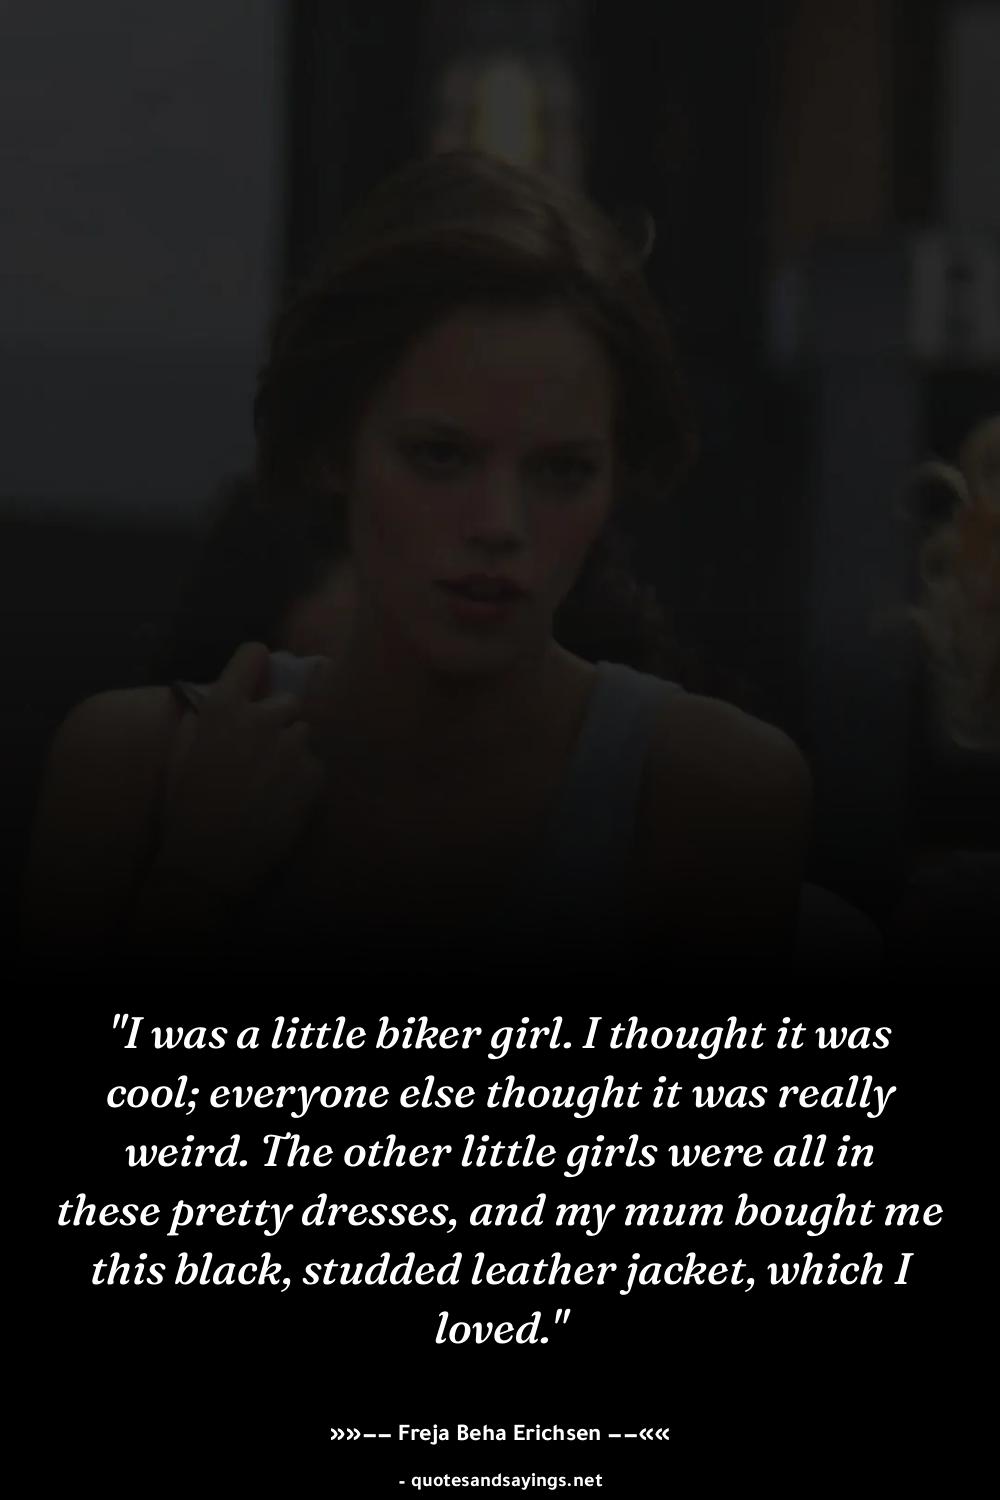 "I was a little biker girl. I thought it was
cool; everyone else thought it was really
weird. The other little girls were all in
these pretty dresses, and my mum bought me
this black, studded leather jacket, which I
loved."
»»–– Freja Beha Erichsen ––««
- quotesandsayings.net